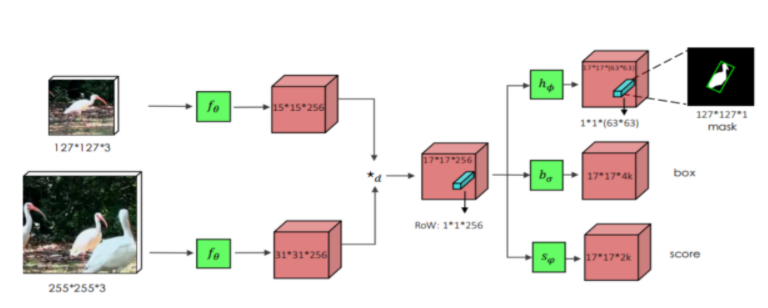 127*127*3
fθ
15*15*256
255*255*3
fθ
31*31*256
*d
17*17*256
RoW: 1*1*256
hϕ
17*17*(63*63)
1*1*(63*63)
127*127*1
mask
bσ
17*17*4k
box
sφ
17*17*2k
score